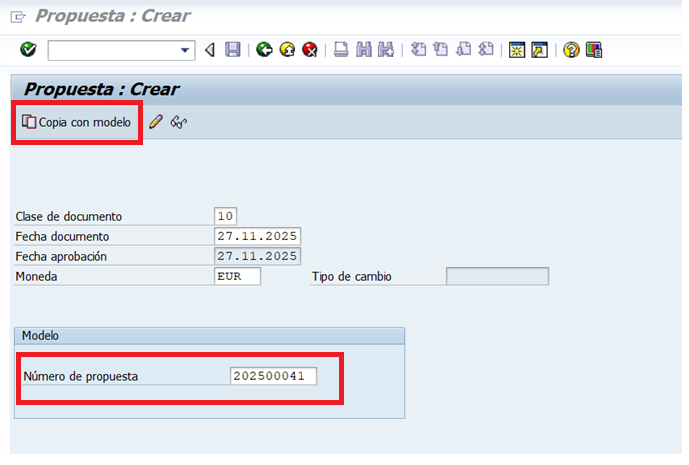 Propuesta : Crear
Propuesta : Crear
Copia con modelo
Clase de documento 10
Fecha documento 27.11.2025
Fecha aprobación 27.11.2025
Moneda EUR Tipo de cambio
Modelo
Número de propuesta 202500041